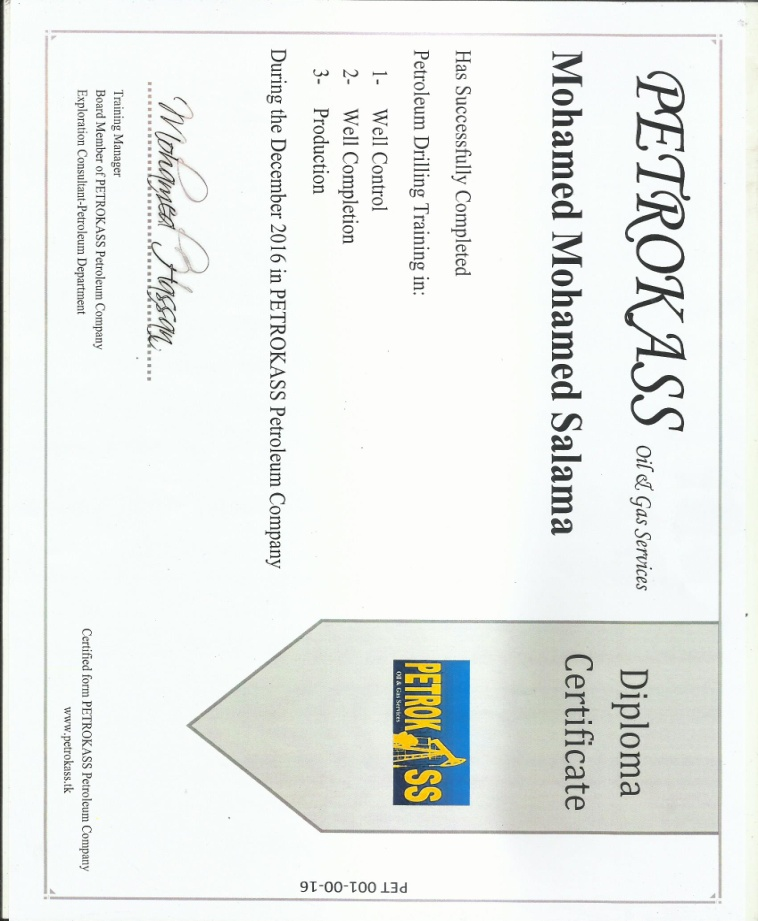 PETROKASS Oil & Gas Services
Diploma
Certificate
Mohamed Mohamed Salama
Has Successfully Completed
Petroleum Drilling Training in:
1- Well Control
2- Well Completion
3- Production
During the December 2016 in PETROKASS Petroleum Company
PETROKASS
Oil & Gas Services
Mohamed Hassan
Training Manager
Board Member of PETROKASS Petroleum Company
Exploration Consultant-Petroleum Department
Certified form PETROKASS Petroleum Company
www.petrokass.tk
PET 001-00-16